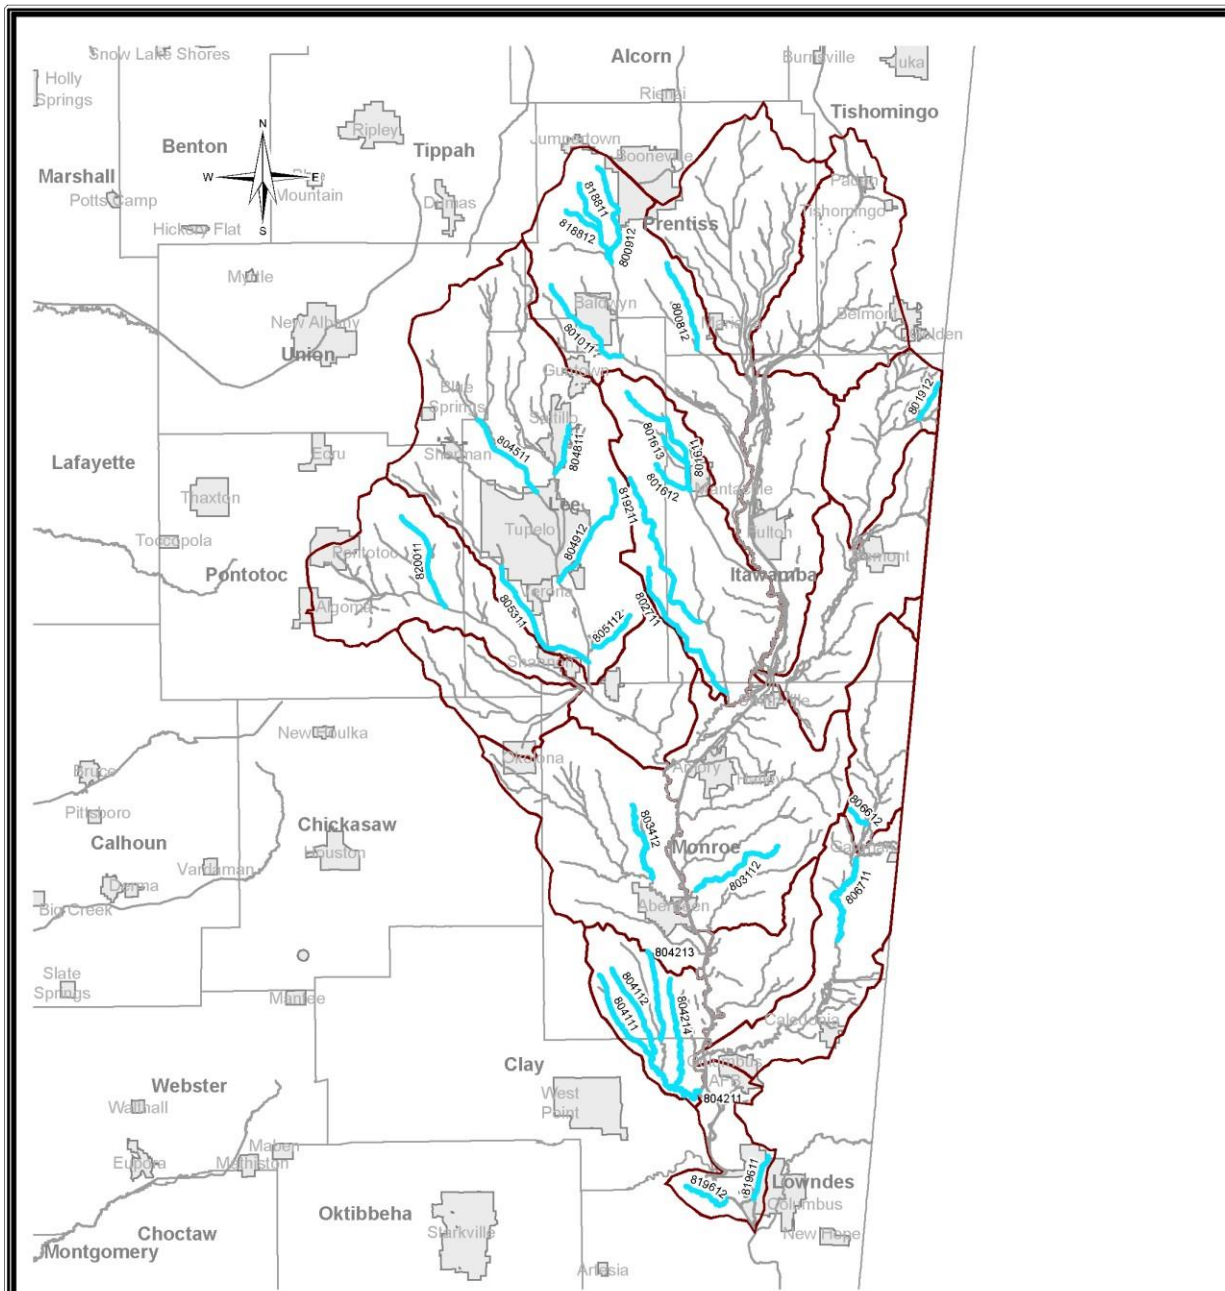 Snow Lake Shores
Alcorn
Burnsville
Iuka
Holly
Springs
Rienzi
Tishomingo
Ripley
Benton
N
Jumpertown
Tippah
Booneville
Marshall
W
E
Blue
Mountain
Paden
Potts Camp
Dumas
818811
Tishomingo
Hickory Flat
S
818812
800912
Prentiss
Myrtle
Baldwyn
800812
Belmont
New Albany
801011
Marietta
Golden
Union
Guntown
Blue
Springs
801912
Saltillo
804511
804811
801613
801611
Lafayette
Ecru
Sherman
801612
Mantachie
Thaxton
Lee
819211
Tupelo
Fulton
Toccopola
Pontotoc
804912
Tremont
Pontotoc
820011
Itawamba
Algoma
805311
Verona
802711
805112
Shannon
Smithville
New Houlka
Okolona
Bruce
Amory
Hatley
Pittsboro
806612
Calhoun
Chickasaw
803412
Houston
Monroe
Gattman
Vardaman
803112
Derma
806711
Big Creek
Aberdeen
804213
Slate
Springs
804112
804111
804214
Mantee
Caledonia
Clay
Columbus
AFB
Webster
West
Point
804211
Walthall
Maben
Eupora
Mathiston
819612
819611
Lowndes
Columbus
Oktibbeha
Choctaw
Starkville
New Hope
Montgomery
Artesia